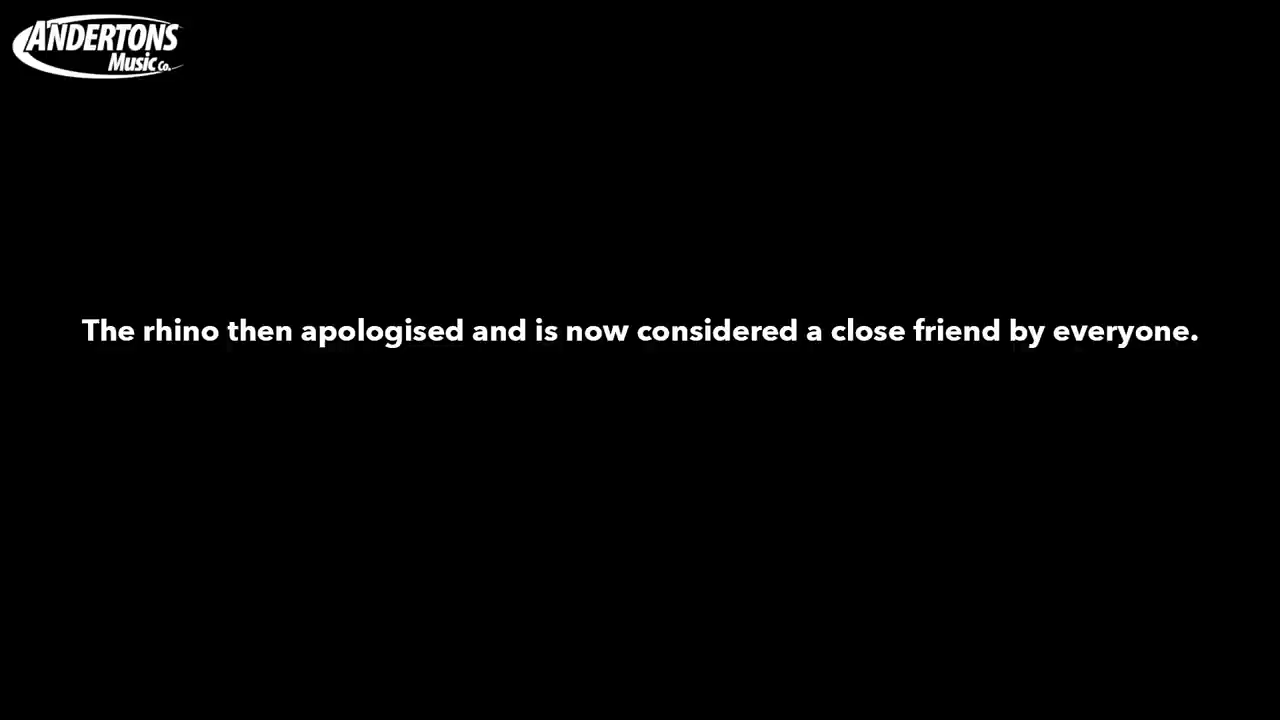 ANDERTONS
Music Co.
The rhino then apologised and is now considered a close friend by everyone.